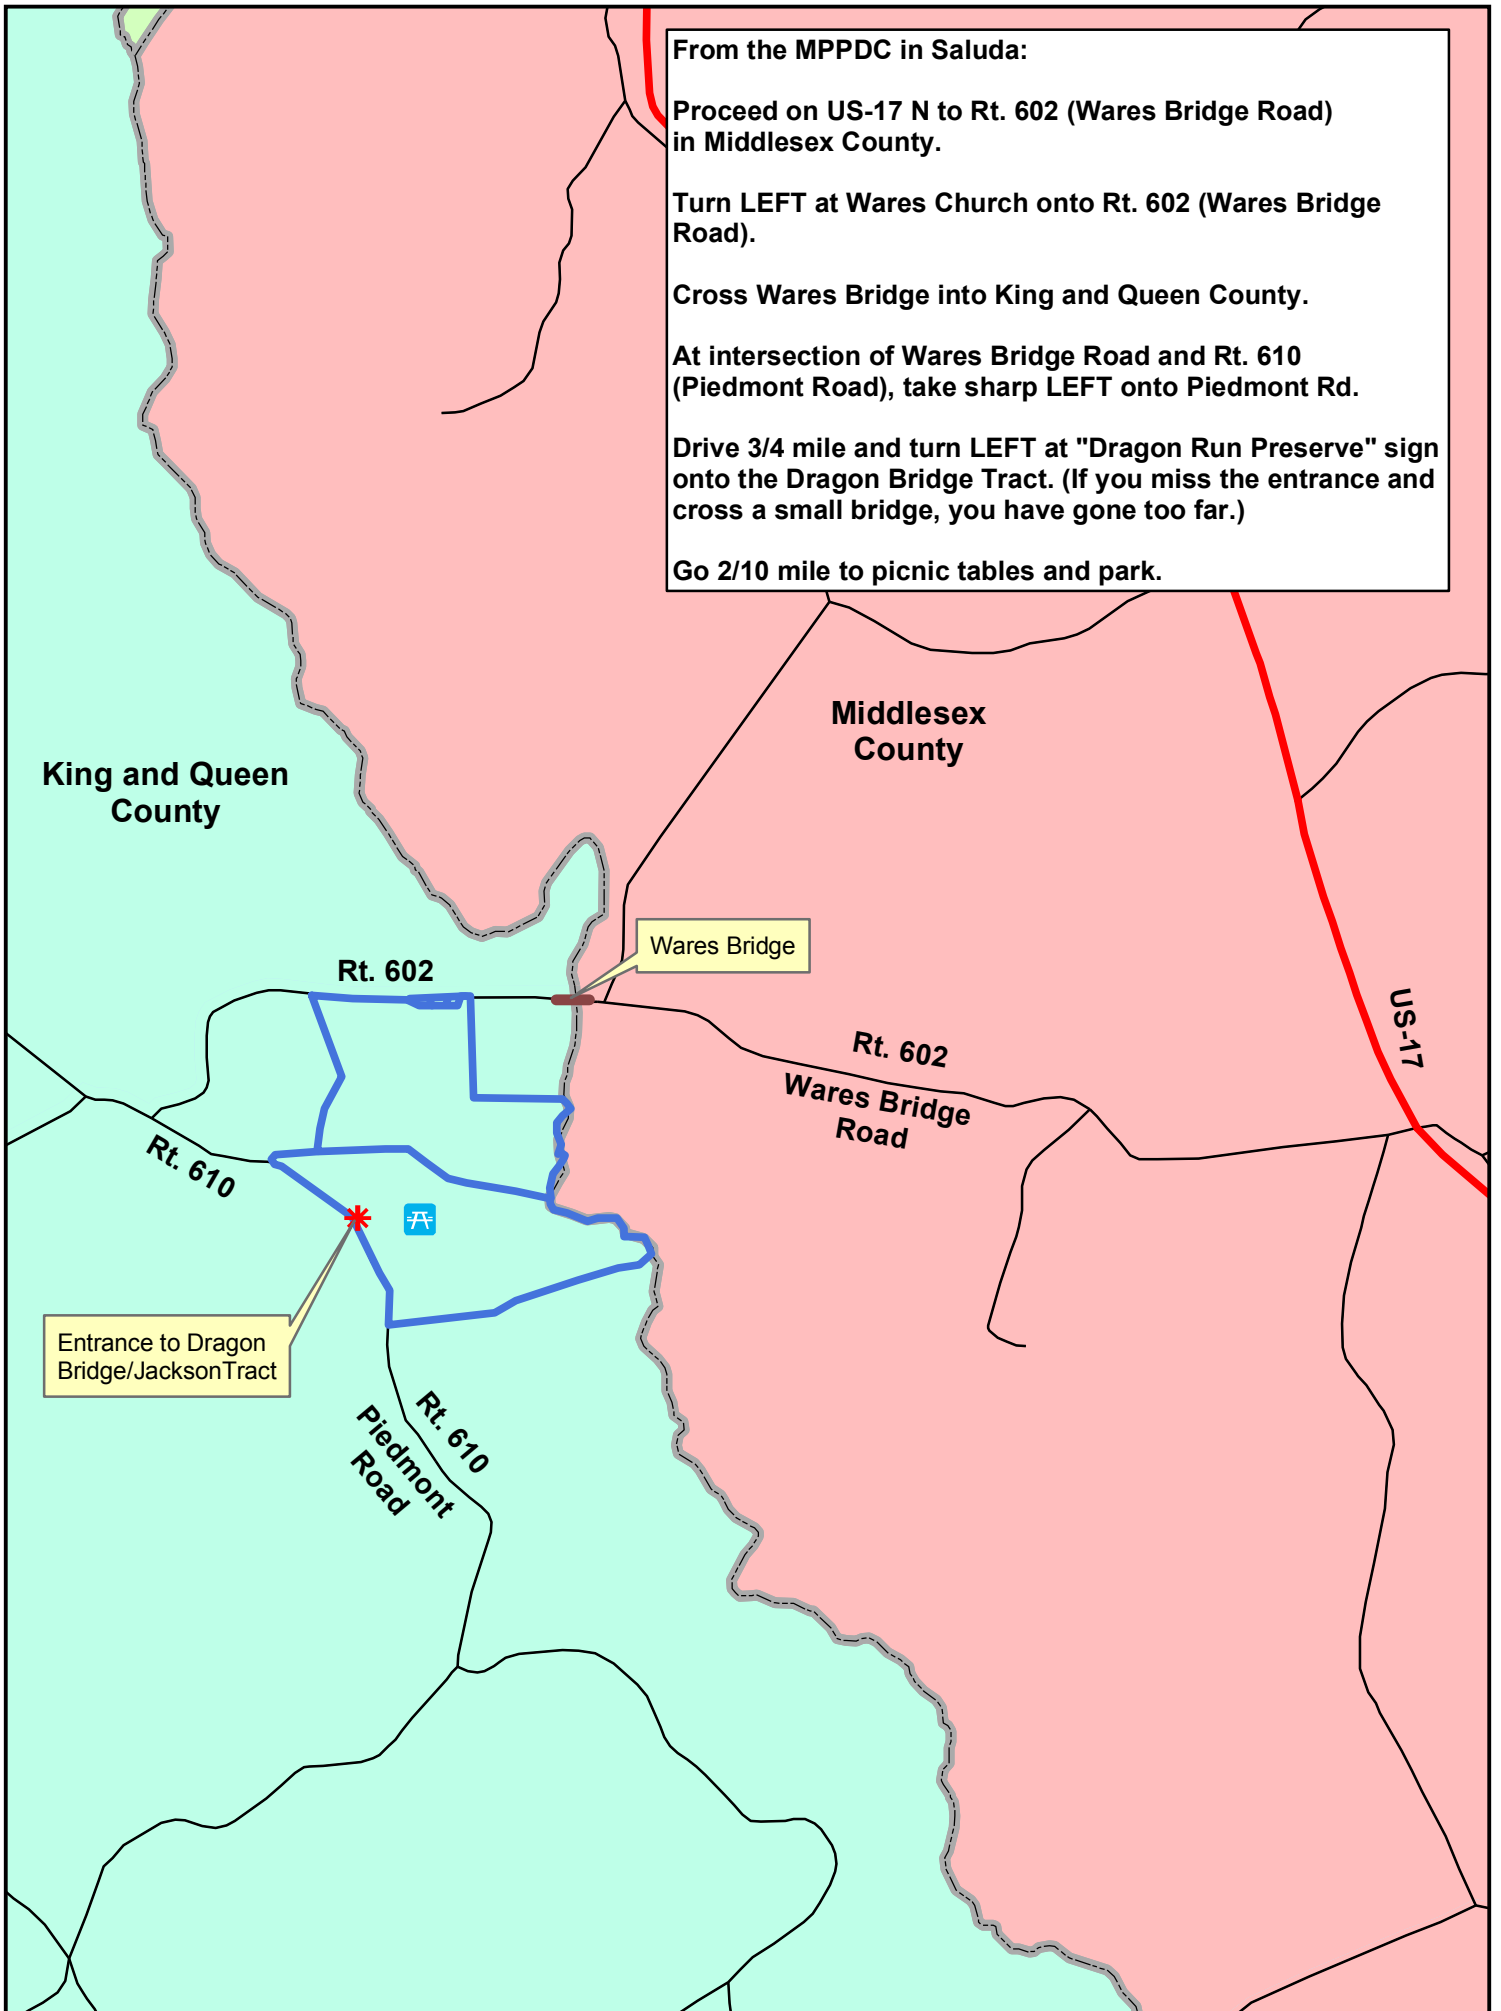 From the MPPDC in Saluda:
Proceed on US-17 N to Rt. 602 (Wares Bridge Road)
in Middlesex County.
Turn LEFT at Wares Church onto Rt. 602 (Wares Bridge
Road).
Cross Wares Bridge into King and Queen County.
At intersection of Wares Bridge Road and Rt. 610
(Piedmont Road), take sharp LEFT onto Piedmont Rd.
Drive 3/4 mile and turn LEFT at "Dragon Run Preserve" sign
onto the Dragon Bridge Tract. (If you miss the entrance and
cross a small bridge, you have gone too far.)
Go 2/10 mile to picnic tables and park.
Middlesex
County
King and Queen
County
Wares Bridge
Rt. 602
US-17
Rt. 602
Wares Bridge
Road
Rt. 610
Entrance to Dragon
Bridge/JacksonTract
Rt. 610
Piedmont
Road